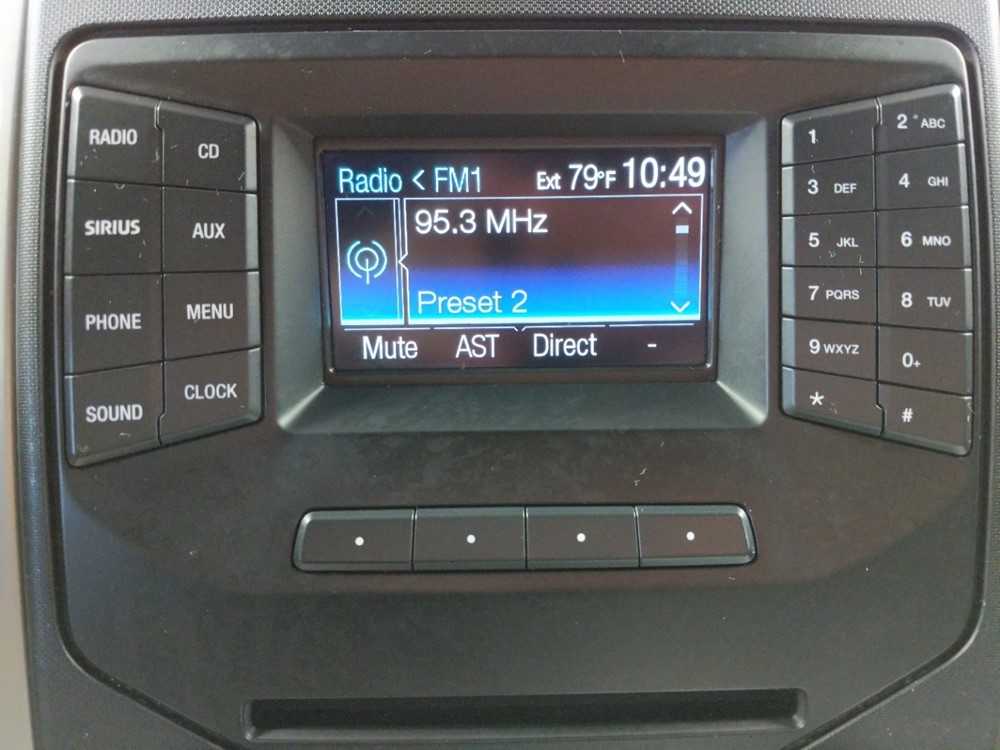 RADIO
CD
SIRIUS
AUX
PHONE
MENU
SOUND
CLOCK
Radio < FM1 Ext 79°F 10:49
95.3 MHz
Preset 2
Mute AST Direct -
1
2 ABC
3 DEF
4 GHI
5 JKL
6 MNO
7 PQRS
8 TUV
9 WXYZ
0+
*
#